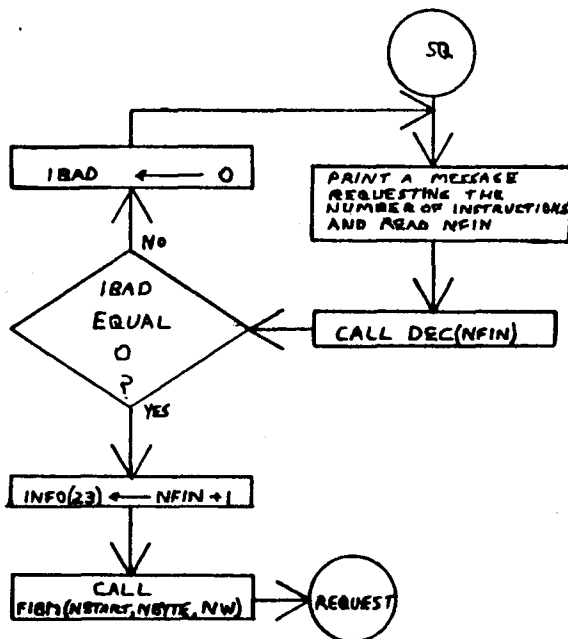 SQ
PRINT A MESSAGE
REQUESTING THE
NUMBER OF INSTRUCTIONS
AND READ NFIN
CALL DEC(NFIN)
IBAD
EQUAL
0
?
NO
IBAD ← 0
YES
INFO(23) ← NFIN +1
CALL
FIBM(NSTART, NBYTE, NW)
REQUEST